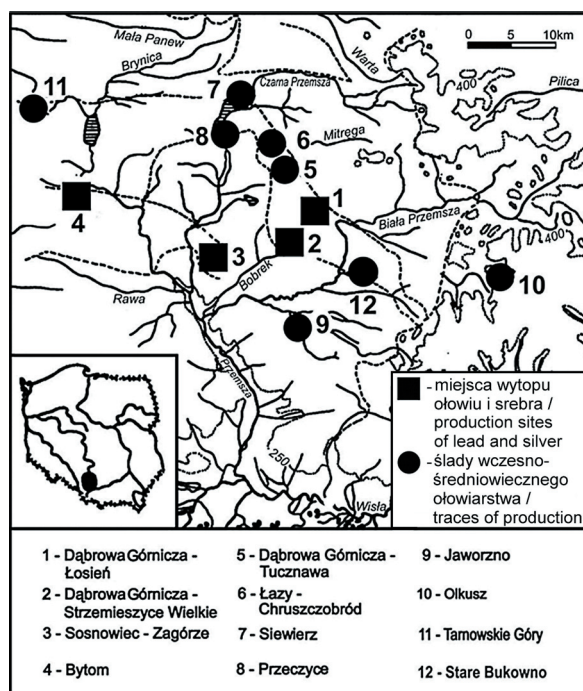 Mała Panew
Brynica
Warta
0 5 10km
11
7
Czarna Przemsza
400
Pilica
8
6
Mitręga
5
4
1
Biała Przemsza
400
3
2
12
10
Rawa
Bobrek
9
Przemsza
250
Wisła
- miejsca wytopu
ołowiu i srebra /
production sites
of lead and silver
- ślady wczesno-
średniowiecznego
ołowiarstwa /
traces of production
1 - Dąbrowa Górnicza -
Łosień
2 - Dąbrowa Górnicza -
Strzemieszyce Wielkie
3 - Sosnowiec - Zagórze
4 - Bytom
5 - Dąbrowa Górnicza -
Tucznawa
6 - Łazy -
Chruszczobród
7 - Siewierz
8 - Przeczyce
9 - Jaworzno
10 - Olkusz
11 - Tarnowskie Góry
12 - Stare Bukowno